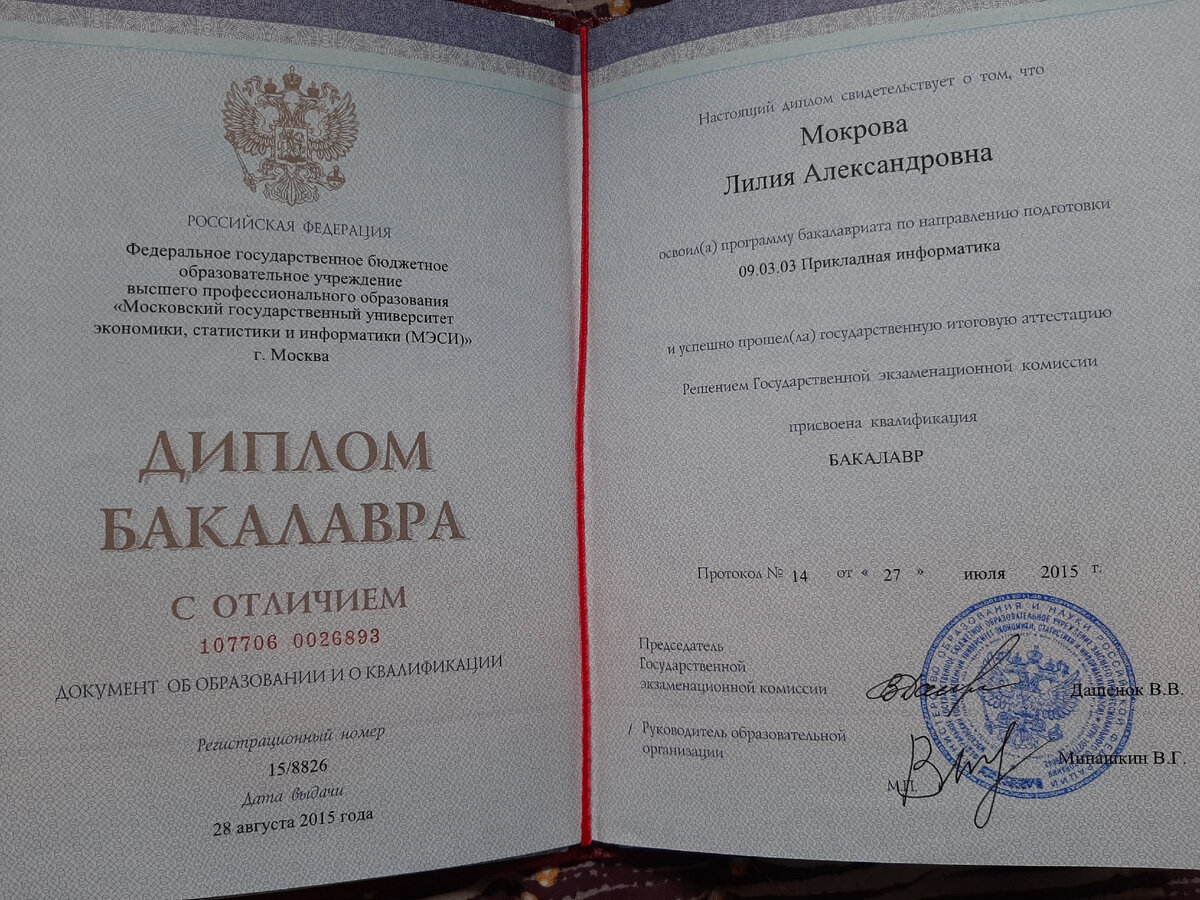 РОССИЙСКАЯ ФЕДЕРАЦИЯ
Федеральное государственное бюджетное
образовательное учреждение
высшего профессионального образования
«Московский государственный университет
экономики, статистики и информатики (МЭСИ)»
г. Москва
ДИПЛОМ
БАКАЛАВРА
С ОТЛИЧИЕМ
107706 0026893
ДОКУМЕНТ ОБ ОБРАЗОВАНИИ И О КВАЛИФИКАЦИИ
Регистрационный номер
15/8826
Дата выдачи
28 августа 2015 года
Настоящий диплом свидетельствует о том, что
Мокрова
Лилия Александровна
освоил(а) программу бакалавриата по направлению подготовки
09.03.03 Прикладная информатика
и успешно прошел(ла) государственную итоговую аттестацию
Решением Государственной экзаменационной комиссии
присвоена квалификация
БАКАЛАВР
Протокол № 14 от « 27 » июля 2015 г.
Председатель
Государственной
экзаменационной комиссии
Дащенок В.В.
/ Руководитель образовательной
организации
Минашкин В.Г.
М.П.